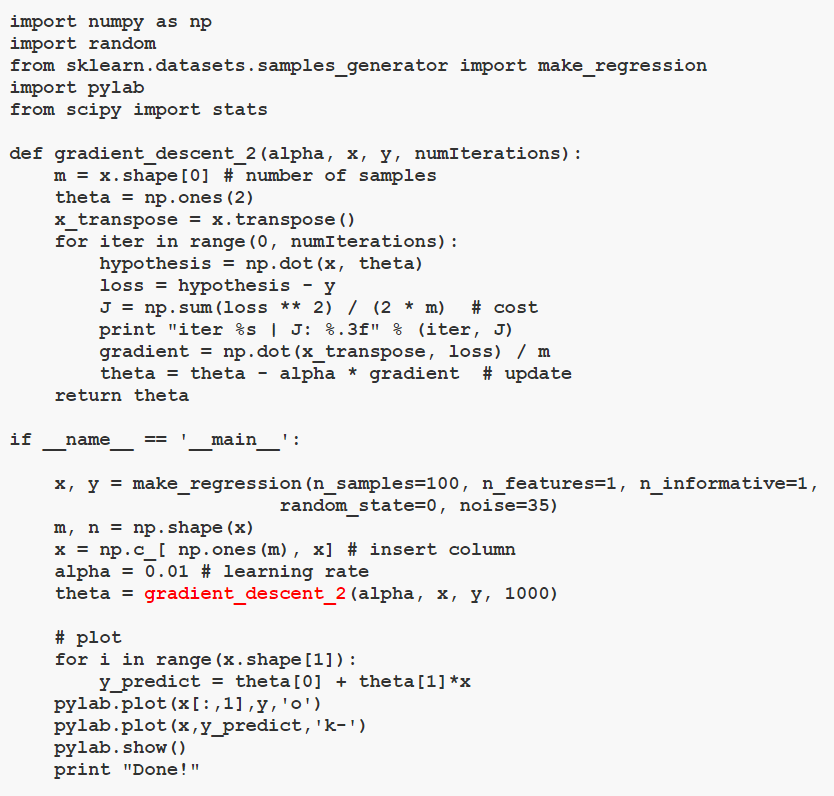 import numpy as np
import random
from sklearn.datasets.samples_generator import make_regression
import pylab
from scipy import stats

def gradient_descent_2(alpha, x, y, numIterations):
    m = x.shape[0] # number of samples
    theta = np.ones(2)
    x_transpose = x.transpose()
    for iter in range(0, numIterations):
        hypothesis = np.dot(x, theta)
        loss = hypothesis - y
        J = np.sum(loss ** 2) / (2 * m)  # cost
        print "iter %s | J: %.3f" % (iter, J)
        gradient = np.dot(x_transpose, loss) / m
        theta = theta - alpha * gradient  # update
    return theta

if __name__ == '__main__':

    x, y = make_regression(n_samples=100, n_features=1, n_informative=1,
                        random_state=0, noise=35)
    m, n = np.shape(x)
    x = np.c_[ np.ones(m), x] # insert column
    alpha = 0.01 # learning rate
    theta = gradient_descent_2(alpha, x, y, 1000)

    # plot
    for i in range(x.shape[1]):
        y_predict = theta[0] + theta[1]*x
    pylab.plot(x[:,1],y,'o')
    pylab.plot(x,y_predict,'k-')
    pylab.show()
    print "Done!"